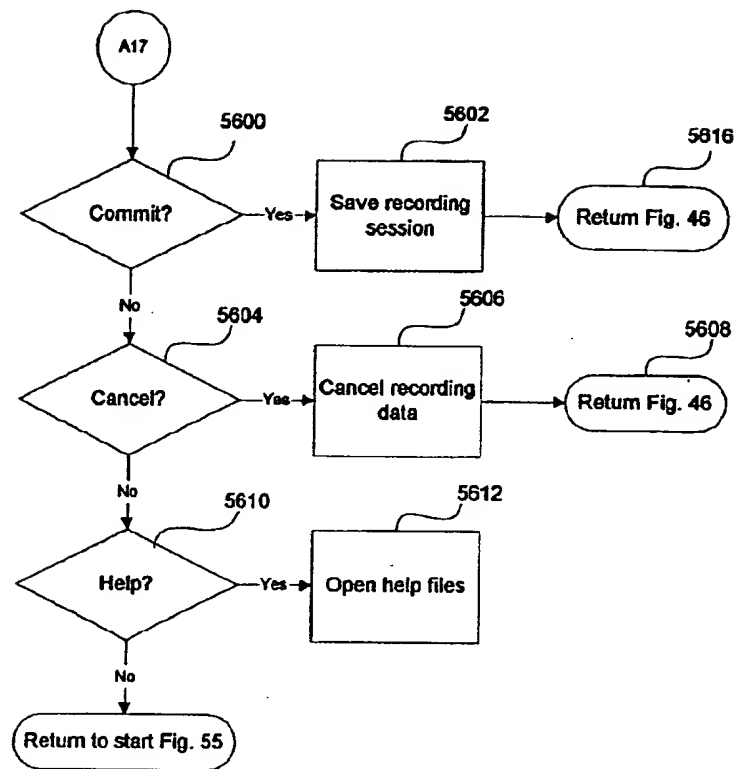 A17
5600
5602
5616
Commit?
Yes
Save recording
session
Return Fig. 46
No
5604
5606
5608
Cancel?
Yes
Cancel recording
data
Return Fig. 46
No
5610
5612
Help?
Yes
Open help files
No
Return to start Fig. 55